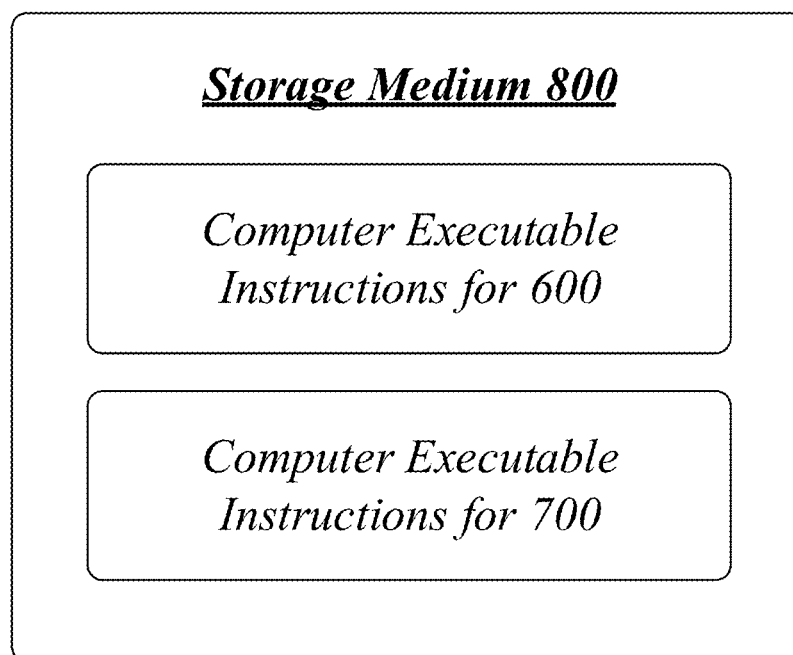 Storage Medium 800
Computer Executable
Instructions for 600
Computer Executable
Instructions for 700